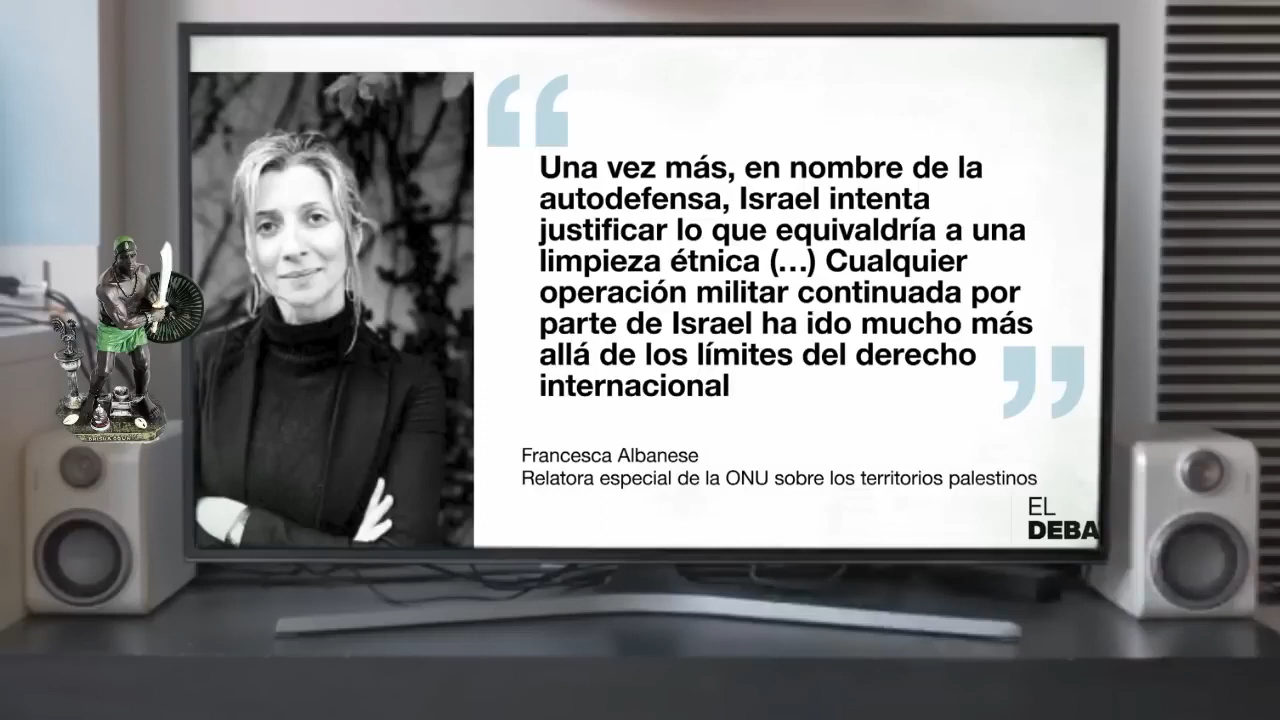 Una vez más, en nombre de la
autodefensa, Israel intenta
justificar lo que equivaldría a una
limpieza étnica (...) Cualquier
operación militar continuada por
parte de Israel ha ido mucho más
allá de los límites del derecho
internacional
Francesca Albanese
Relatora especial de la ONU sobre los territorios palestinos
EL
DEBA